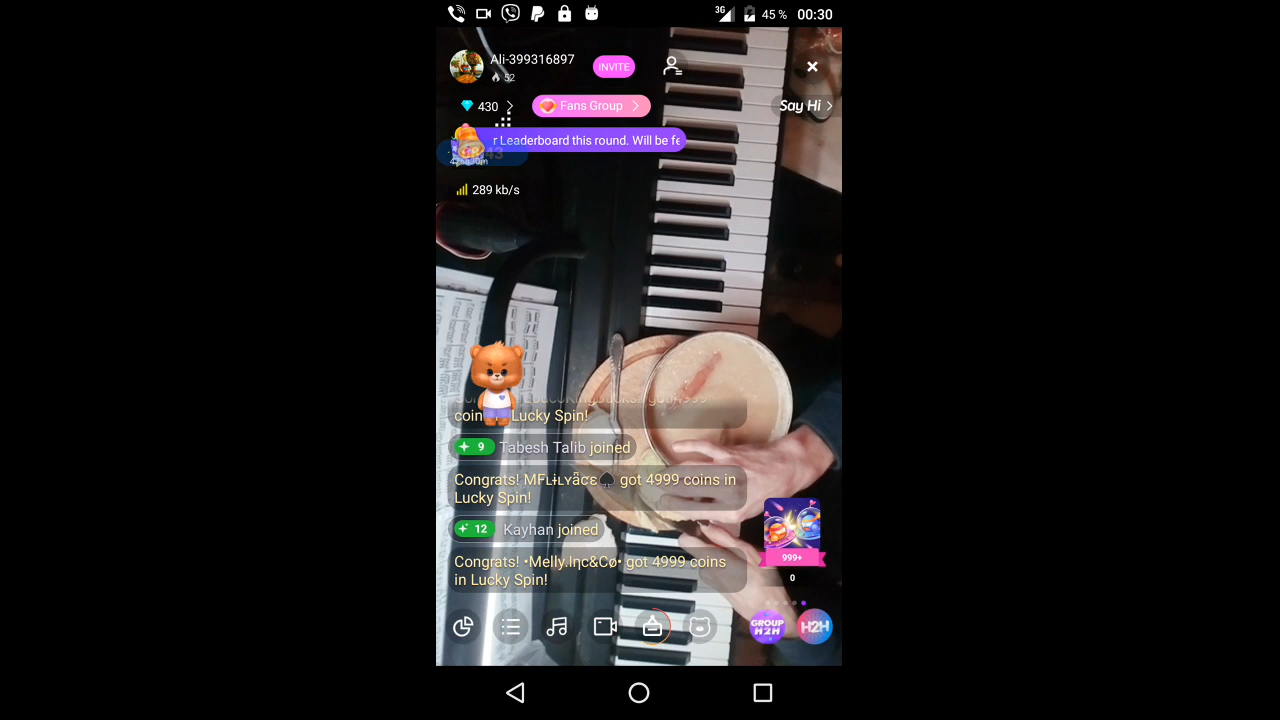 3G 45 % 00:30
Ali-399316897
52
INVITE
430
Fans Group
Say Hi
r Leaderboard this round. Will be fe
289 kb/s
Lucky Spin!
9 Tabesh Talib joined
Congrats! MFʟɨʟʏǟƈɛ♠ got 4999 coins in
Lucky Spin!
12 Kayhan joined
Congrats! •Melly.Iηc&Cø• got 4999 coins
in Lucky Spin!
999+
0
GROUP
H2H
H2H